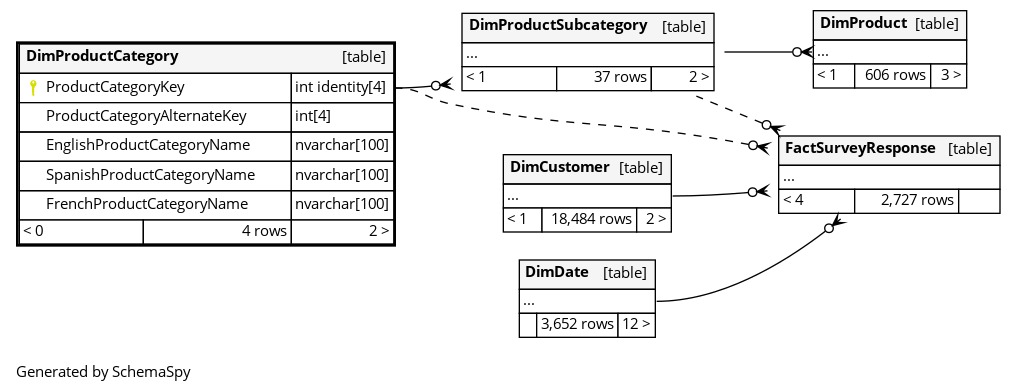 DimProductCategory [table]
ProductCategoryKey int identity[4]
ProductCategoryAlternateKey int[4]
EnglishProductCategoryName nvarchar[100]
SpanishProductCategoryName nvarchar[100]
FrenchProductCategoryName nvarchar[100]
< 0 4 rows 2 >
DimProductSubcategory [table]
...
< 1 37 rows 2 >
DimProduct [table]
...
< 1 606 rows 3 >
DimCustomer [table]
...
< 1 18,484 rows 2 >
FactSurveyResponse [table]
...
< 4 2,727 rows
DimDate [table]
...
3,652 rows 12 >
Generated by SchemaSpy